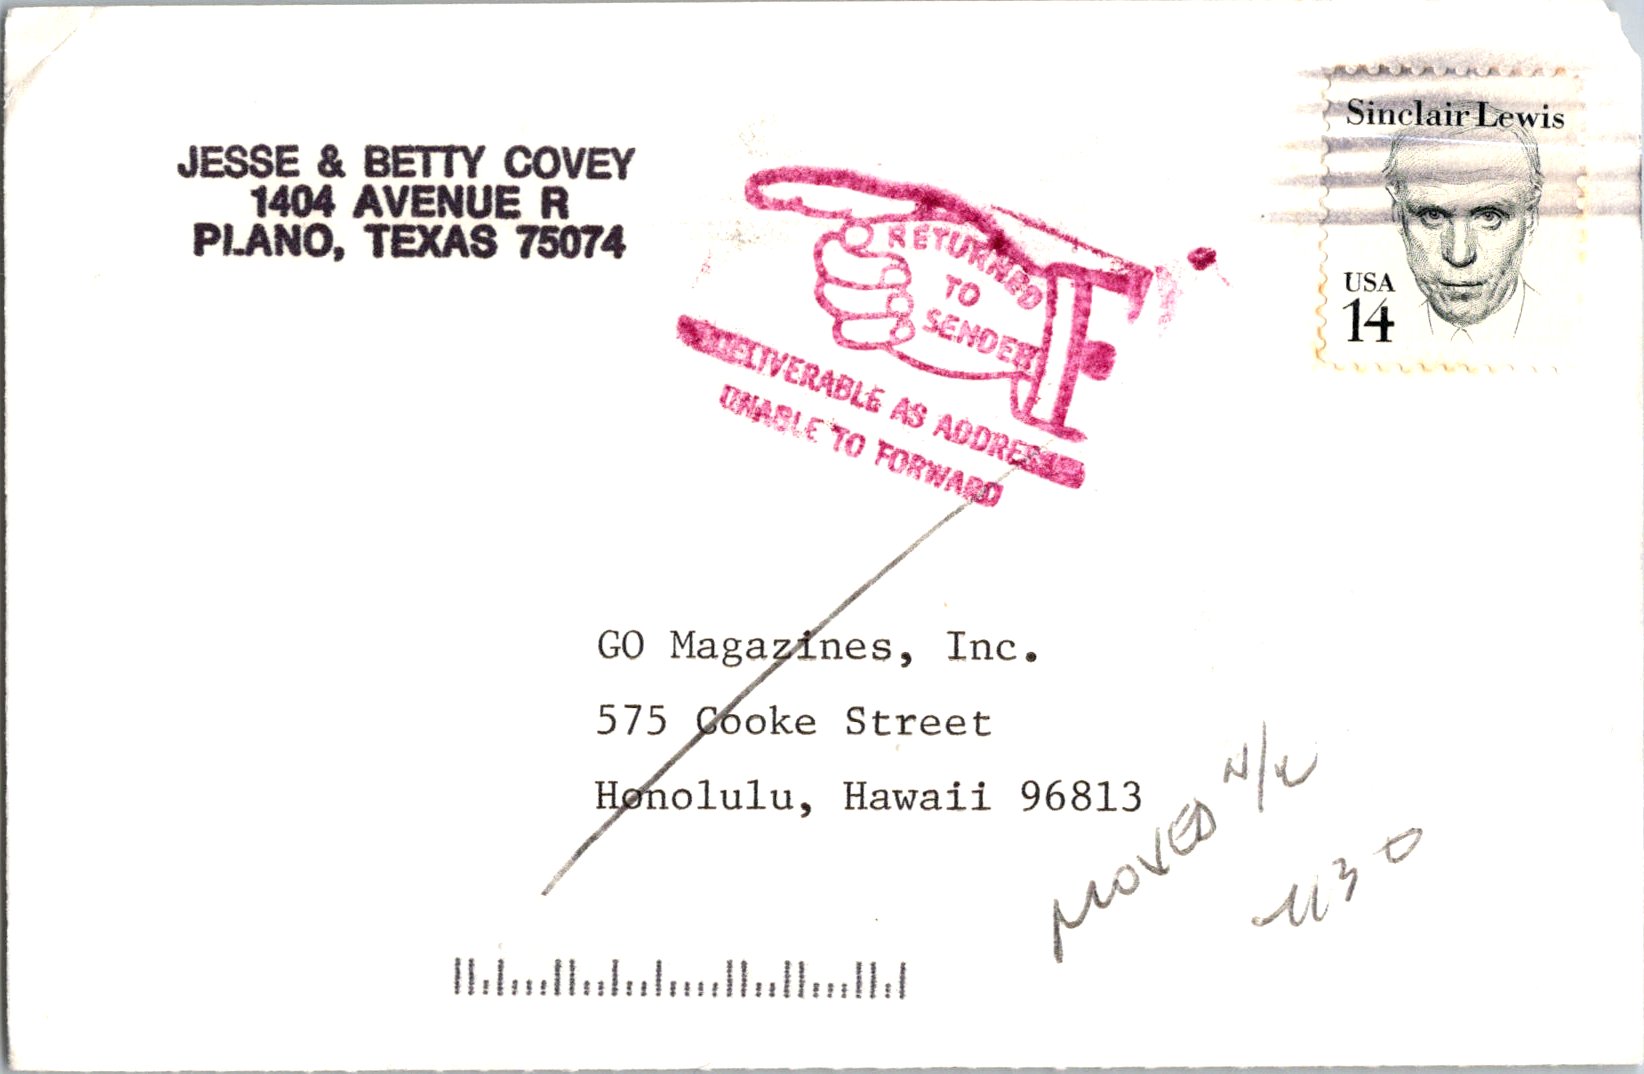 JESSE & BETTY COVEY
1404 AVENUE R
PLANO, TEXAS 75074
Sinclair Lewis
USA
14
RETURNED
TO
SENDER
DELIVERABLE AS ADDRESS
UNABLE TO FORWARD
GO Magazines, Inc.
575 Cooke Street
Honolulu, Hawaii 96813
MOVED